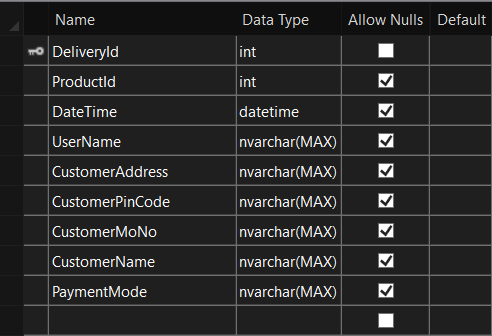 Name Data Type Allow Nulls Default
DeliveryId int
ProductId int
DateTime datetime
UserName nvarchar(MAX)
CustomerAddress nvarchar(MAX)
CustomerPinCode nvarchar(MAX)
CustomerMoNo nvarchar(MAX)
CustomerName nvarchar(MAX)
PaymentMode nvarchar(MAX)